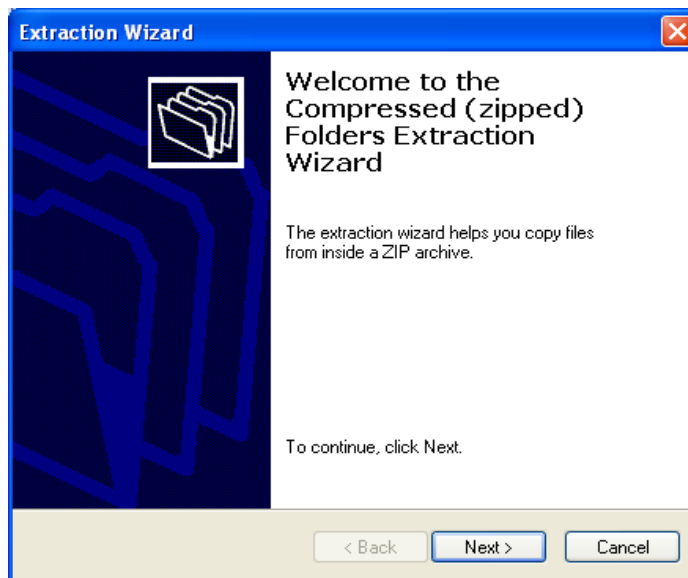 Extraction Wizard
Welcome to the
Compressed (zipped)
Folders Extraction
Wizard
The extraction wizard helps you copy files
from inside a ZIP archive.
To continue, click Next.
< Back Next > Cancel